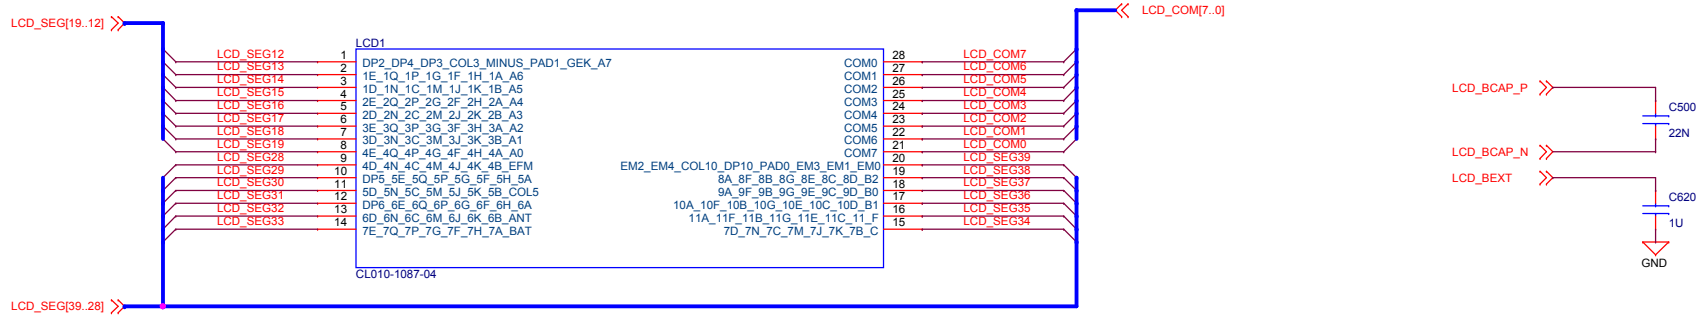 LCD_SEG[19..12]
LCD_COM[7..0]
LCD1
LCD_SEG12 1 DP2_DP4_DP3_COL3_MINUS_PAD1_GEK_A7 COM0 28 LCD_COM7
LCD_SEG13 2 1E_1Q_1P_1G_1F_1H_1A_A6 COM1 27 LCD_COM6
LCD_SEG14 3 1D_1N_1C_1M_1J_1K_1B_A5 COM2 26 LCD_COM5
LCD_SEG15 4 2E_2Q_2P_2G_2F_2H_2A_A4 COM3 25 LCD_COM4
LCD_SEG16 5 2D_2N_2C_2M_2J_2K_2B_A3 COM4 24 LCD_COM3
LCD_SEG17 6 3E_3Q_3P_3G_3F_3H_3A_A2 COM5 23 LCD_COM2
LCD_SEG18 7 3D_3N_3C_3M_3J_3K_3B_A1 COM6 22 LCD_COM1
LCD_SEG19 8 4E_4Q_4P_4G_4F_4H_4A_A0 COM7 21 LCD_COM0
LCD_SEG28 9 4D_4N_4C_4M_4J_4K_4B_EFM EM2_EM4_COL10_DP10_PAD0_EM3_EM1_EM0 20 LCD_SEG39
LCD_SEG29 10 DP5_5E_5Q_5P_5G_5F_5H_5A 8A_8F_8B_8G_8E_8C_8D_B2 19 LCD_SEG38
LCD_SEG30 11 5D_5N_5C_5M_5J_5K_5B_COL5 9A_9F_9B_9G_9E_9C_9D_B0 18 LCD_SEG37
LCD_SEG31 12 DP6_6E_6Q_6P_6G_6F_6H_6A 10A_10F_10B_10G_10E_10C_10D_B1 17 LCD_SEG36
LCD_SEG32 13 6D_6N_6C_6M_6J_6K_6B_ANT 11A_11F_11B_11G_11E_11C_11_F 16 LCD_SEG35
LCD_SEG33 14 7E_7Q_7P_7G_7F_7H_7A_BAT 7D_7N_7C_7M_7J_7K_7B_C 15 LCD_SEG34
CL010-1087-04
LCD_SEG[39..28]
LCD_BCAP_P
C500
22N
LCD_BCAP_N
LCD_BEXT
C620
1U
GND